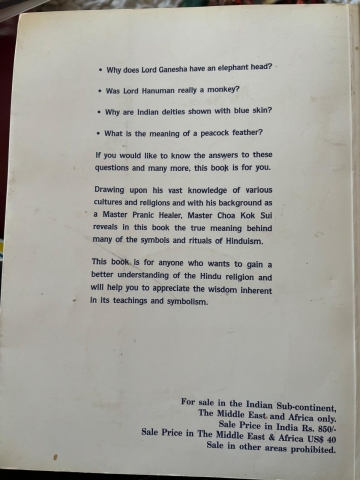 • Why does Lord Ganesha have an elephant head?
• Was Lord Hanuman really a monkey?
• Why are Indian deities shown with blue skin?
• What is the meaning of a peacock feather?
If you would like to know the answers to these
questions and many more, this book is for you.
Drawing upon his vast knowledge of various
cultures and religions and with his background as
a Master Pranic Healer, Master Choa Kok Sui
reveals in this book the true meaning behind
many of the symbols and rituals of Hinduism.
This book is for anyone who wants to gain a
better understanding of the Hindu religion and
will help you to appreciate the wisdom inherent
in its teachings and symbolism.
For sale in the Indian Sub-continent,
The Middle East and Africa only.
Sale Price in India Rs. 850/-
Sale Price in The Middle East & Africa US$ 40
Sale in other areas prohibited.